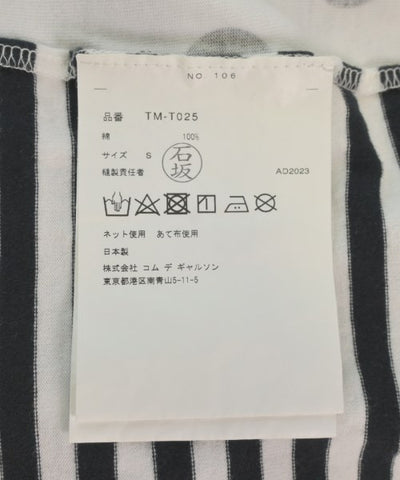 NO. 106
品番 TM-T025
綿 100%
サイズ S 石坂
縫製責任者 AD2023
ネット使用 あて布使用
日本製
株式会社 コム デ ギャルソン
東京都港区南青山5-11-5